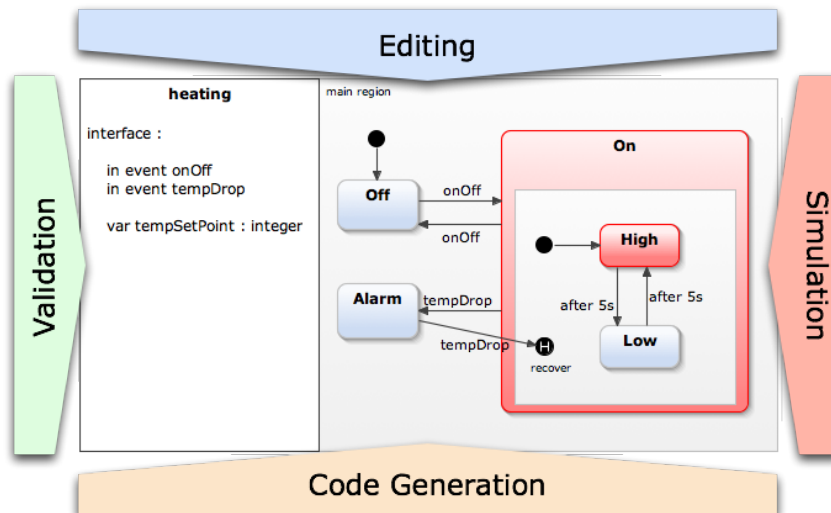 Editing
Validation
heating
interface :
in event onOff
in event tempDrop
var tempSetPoint : integer
main region
On
Off
onOff
onOff
High
Alarm
tempDrop
after 5s
after 5s
tempDrop
H
Low
recover
Simulation
Code Generation